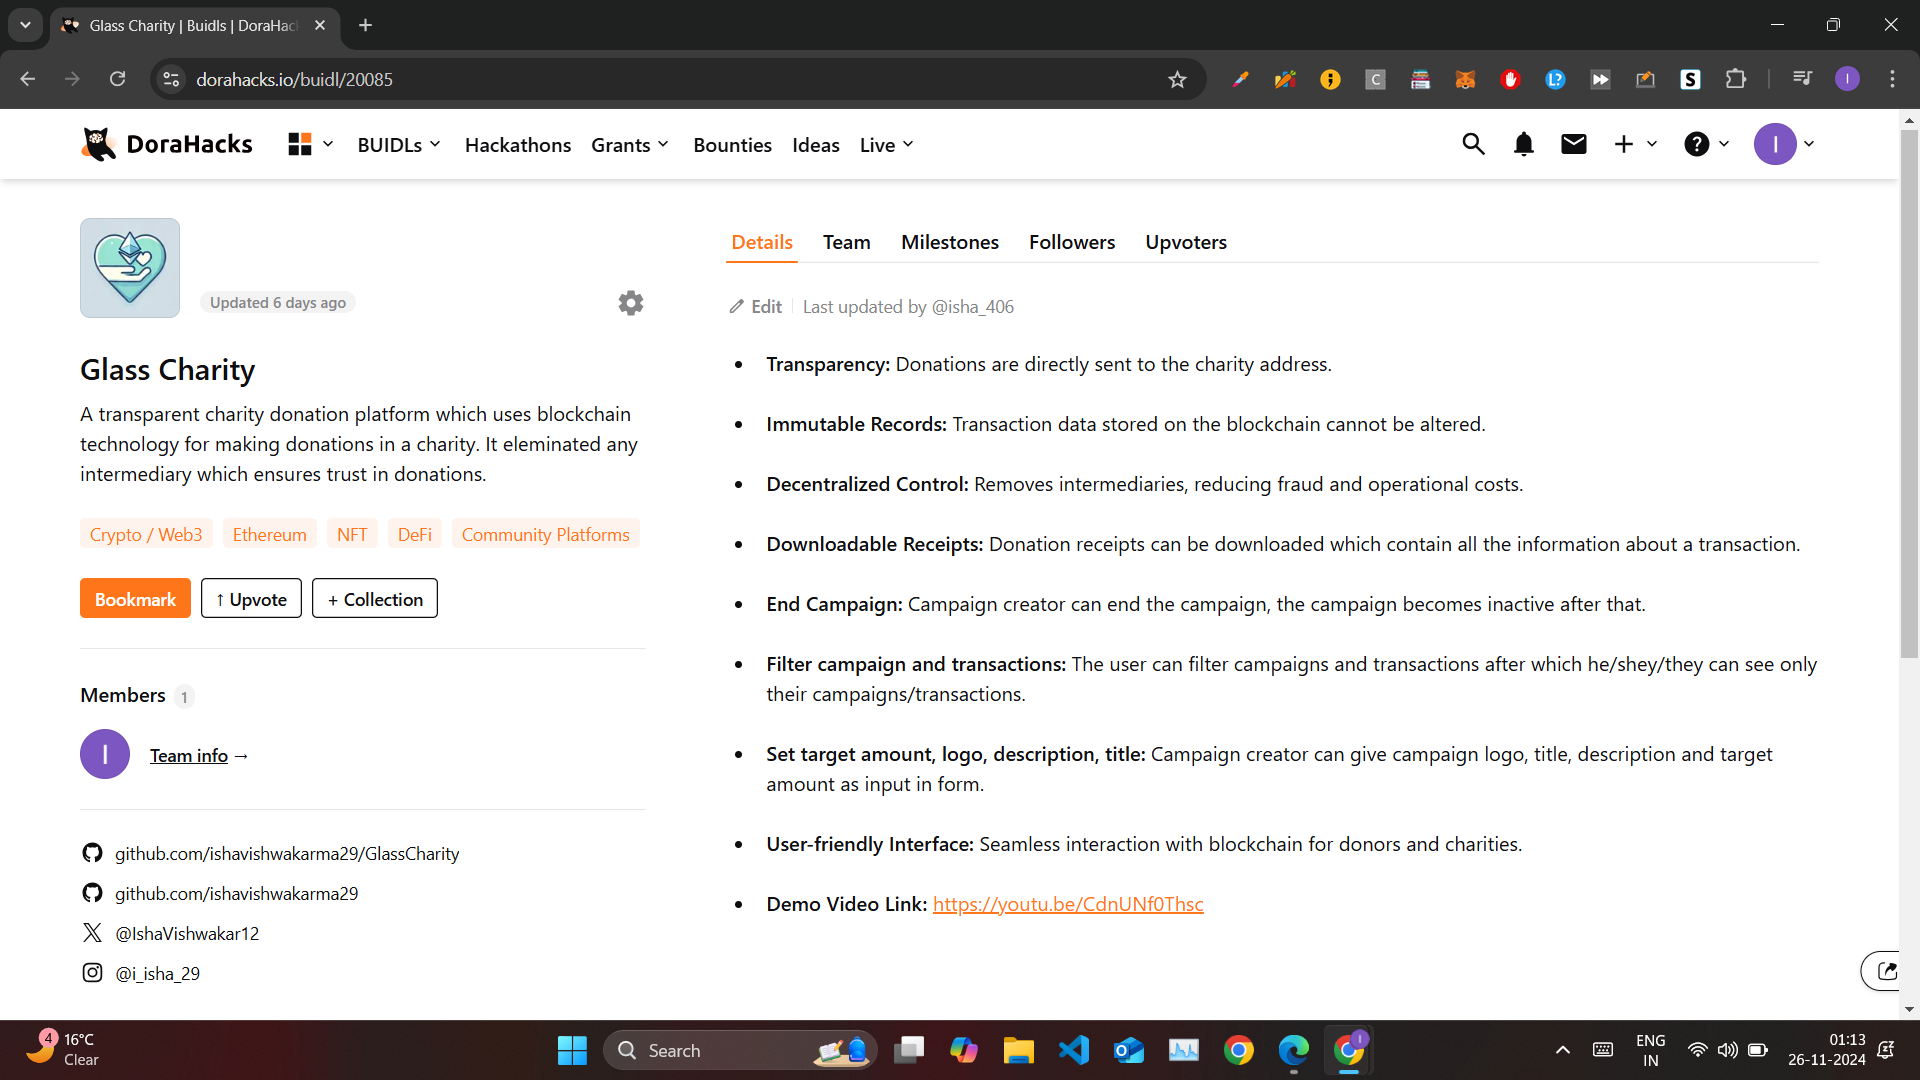 Glass Charity | Buidls | DoraHac
dorahacks.io/buidl/20085
DoraHacks
BUIDLs
Hackathons
Grants
Bounties
Ideas
Live
I
Updated 6 days ago
Glass Charity
A transparent charity donation platform which uses blockchain
technology for making donations in a charity. It eleminated any
intermediary which ensures trust in donations.
Crypto / Web3
Ethereum
NFT
DeFi
Community Platforms
Bookmark
↑ Upvote
+ Collection
Members 1
I
Team info →
github.com/ishavishwakarma29/GlassCharity
github.com/ishavishwakarma29
@IshaVishwakar12
@i_isha_29
Details
Team
Milestones
Followers
Upvoters
Edit
Last updated by @isha_406
• Transparency: Donations are directly sent to the charity address.
• Immutable Records: Transaction data stored on the blockchain cannot be altered.
• Decentralized Control: Removes intermediaries, reducing fraud and operational costs.
• Downloadable Receipts: Donation receipts can be downloaded which contain all the information about a transaction.
• End Campaign: Campaign creator can end the campaign, the campaign becomes inactive after that.
• Filter campaign and transactions: The user can filter campaigns and transactions after which he/shey/they can see only
their campaigns/transactions.
• Set target amount, logo, description, title: Campaign creator can give campaign logo, title, description and target
amount as input in form.
• User-friendly Interface: Seamless interaction with blockchain for donors and charities.
• Demo Video Link: https://youtu.be/CdnUNf0Thsc
4
16°C
Clear
Search
ENG
IN
01:13
26-11-2024